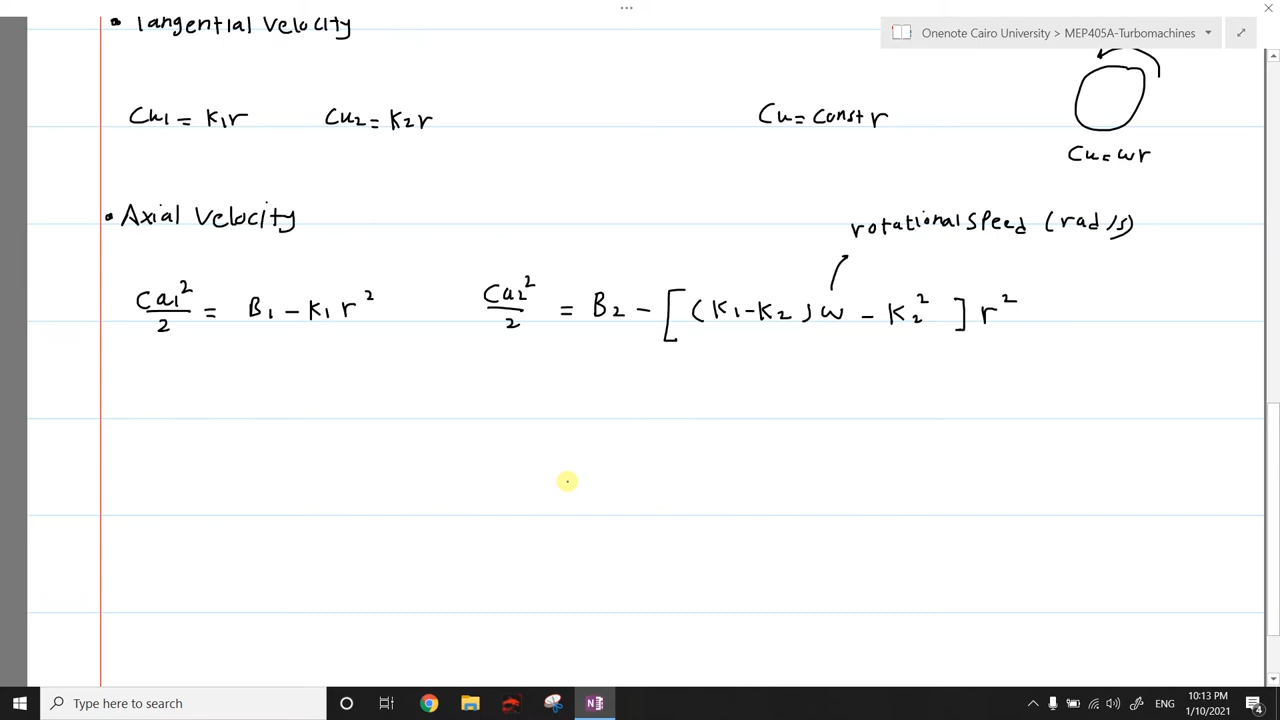 • Tangential Velocity
Onenote Cairo University > MEP405A-Turbomachines
Cu1 = K1r Cu2 = K2r Cu = const r
Cu = ωr
• Axial Velocity
rotational speed (rad/s)
Ca1²/2 = B1 - K1 r² Ca2²/2 = B2 - [(K1-K2)ω - K2²] r²
Type here to search
ENG
10:13 PM
1/10/2021
4